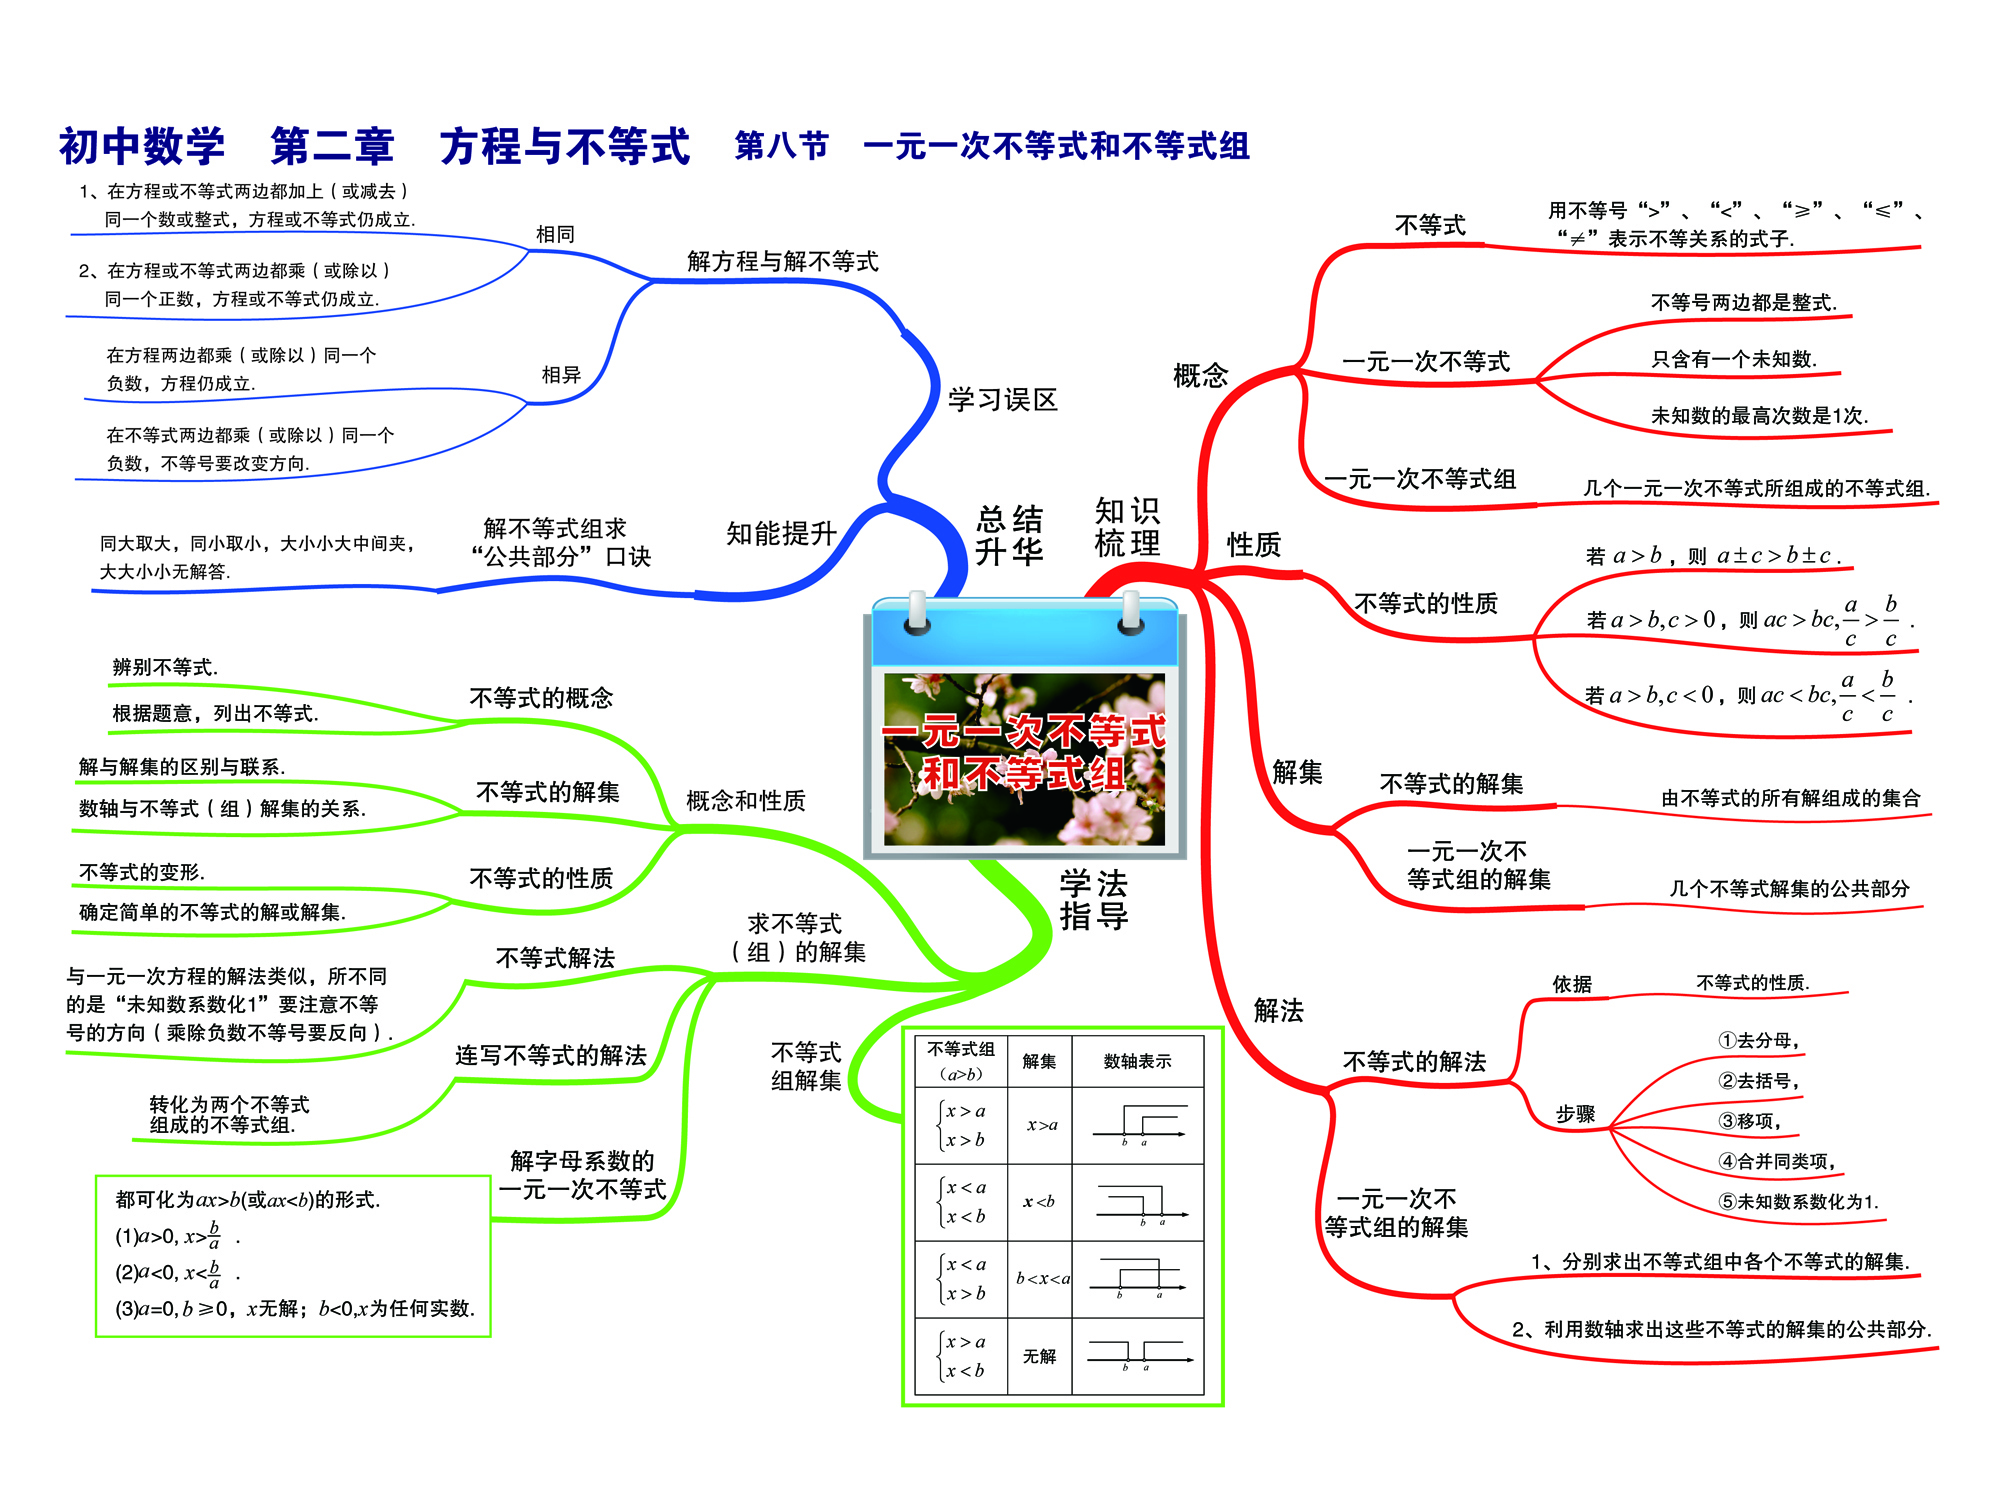 初中数学 第二章 方程与不等式 第八节 一元一次不等式和不等式组
一元一次不等式
和不等式组
知识
梳理
概念
不等式
用不等号“>”、“<”、“≥”、“≤”、
“≠”表示不等关系的式子.
一元一次不等式
不等号两边都是整式.
只含有一个未知数.
未知数的最高次数是1次.
一元一次不等式组
几个一元一次不等式所组成的不等式组.
性质
不等式的性质
若 a>b,则 a±c>b±c.
若a>b,c>0,则ac>bc, a/c > b/c .
若a>b,c<0,则ac<bc, a/c < b/c .
解集
不等式的解集
由不等式的所有解组成的集合
一元一次不
等式组的解集
几个不等式解集的公共部分
解法
不等式的解法
依据
不等式的性质.
步骤
①去分母,
②去括号,
③移项,
④合并同类项,
⑤未知数系数化为1.
一元一次不
等式组的解集
1、分别求出不等式组中各个不等式的解集.
2、利用数轴求出这些不等式的解集的公共部分.
学法
指导
概念和性质
不等式的概念
辨别不等式.
根据题意,列出不等式.
不等式的解集
解与解集的区别与联系.
数轴与不等式(组)解集的关系.
不等式的性质
不等式的变形.
确定简单的不等式的解或解集.
求不等式
(组)的解集
不等式解法
与一元一次方程的解法类似,所不同
的是“未知数系数化1”要注意不等
号的方向(乘除负数不等号要反向).
连写不等式的解法
转化为两个不等式
组成的不等式组.
解字母系数的
一元一次不等式
都可化为ax>b(或ax<b)的形式.
(1)a>0, x>b/a .
(2)a<0, x<b/a .
(3)a=0, b≥0, x无解; b<0,x为任何实数.
不等式
组解集
不等式组 解集 数轴表示
(a>b)
x>a
x>b
x>a
b a
x<a
x<b
x<b
b a
x<a
x>b
b<x<a
b a
x>a
x<b
无解
b a
总结
升华
学习误区
解方程与解不等式
相同
1、在方程或不等式两边都加上(或减去)
同一个数或整式,方程或不等式仍成立.
2、在方程或不等式两边都乘(或除以)
同一个正数,方程或不等式仍成立.
相异
在方程两边都乘(或除以)同一个
负数,方程仍成立.
在不等式两边都乘(或除以)同一个
负数,不等号要改变方向.
知能提升
解不等式组求
“公共部分”口诀
同大取大,同小取小,大小小大中间夹,
大大小小无解答.